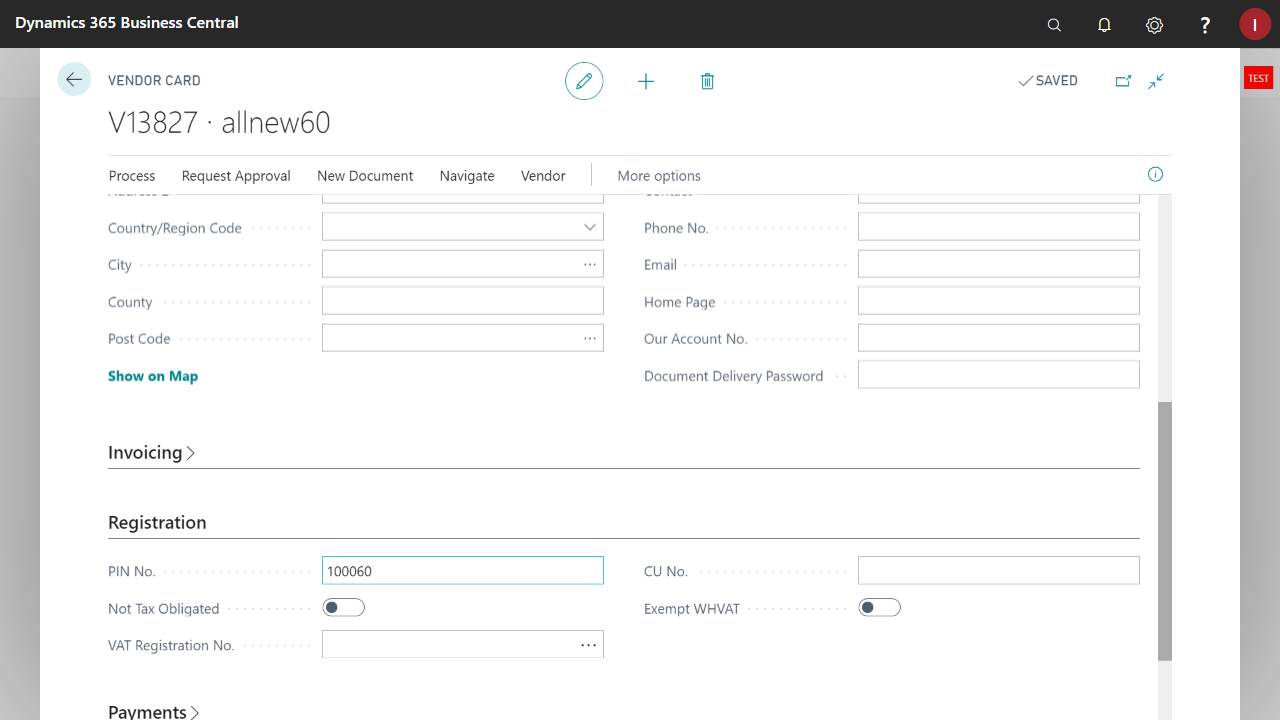 Dynamics 365 Business Central
?
I
VENDOR CARD
SAVED
TEST
V13827 · allnew60
Process
Request Approval
New Document
Navigate
Vendor
More options
Country/Region Code
Phone No.
City
Email
County
Home Page
Post Code
Our Account No.
Show on Map
Document Delivery Password
Invoicing
Registration
PIN No.
100060
CU No.
Not Tax Obligated
Exempt WHVAT
VAT Registration No.
Payments